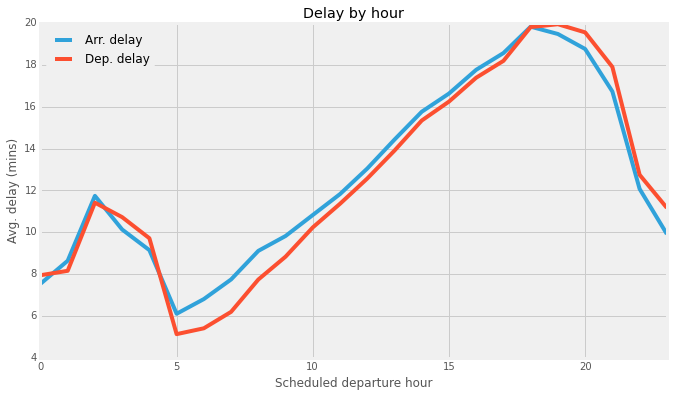 Delay by hour
Arr. delay
Dep. delay
Avg. delay (mins)
20
18
16
14
12
10
8
6
4
0 5 10 15 20
Scheduled departure hour